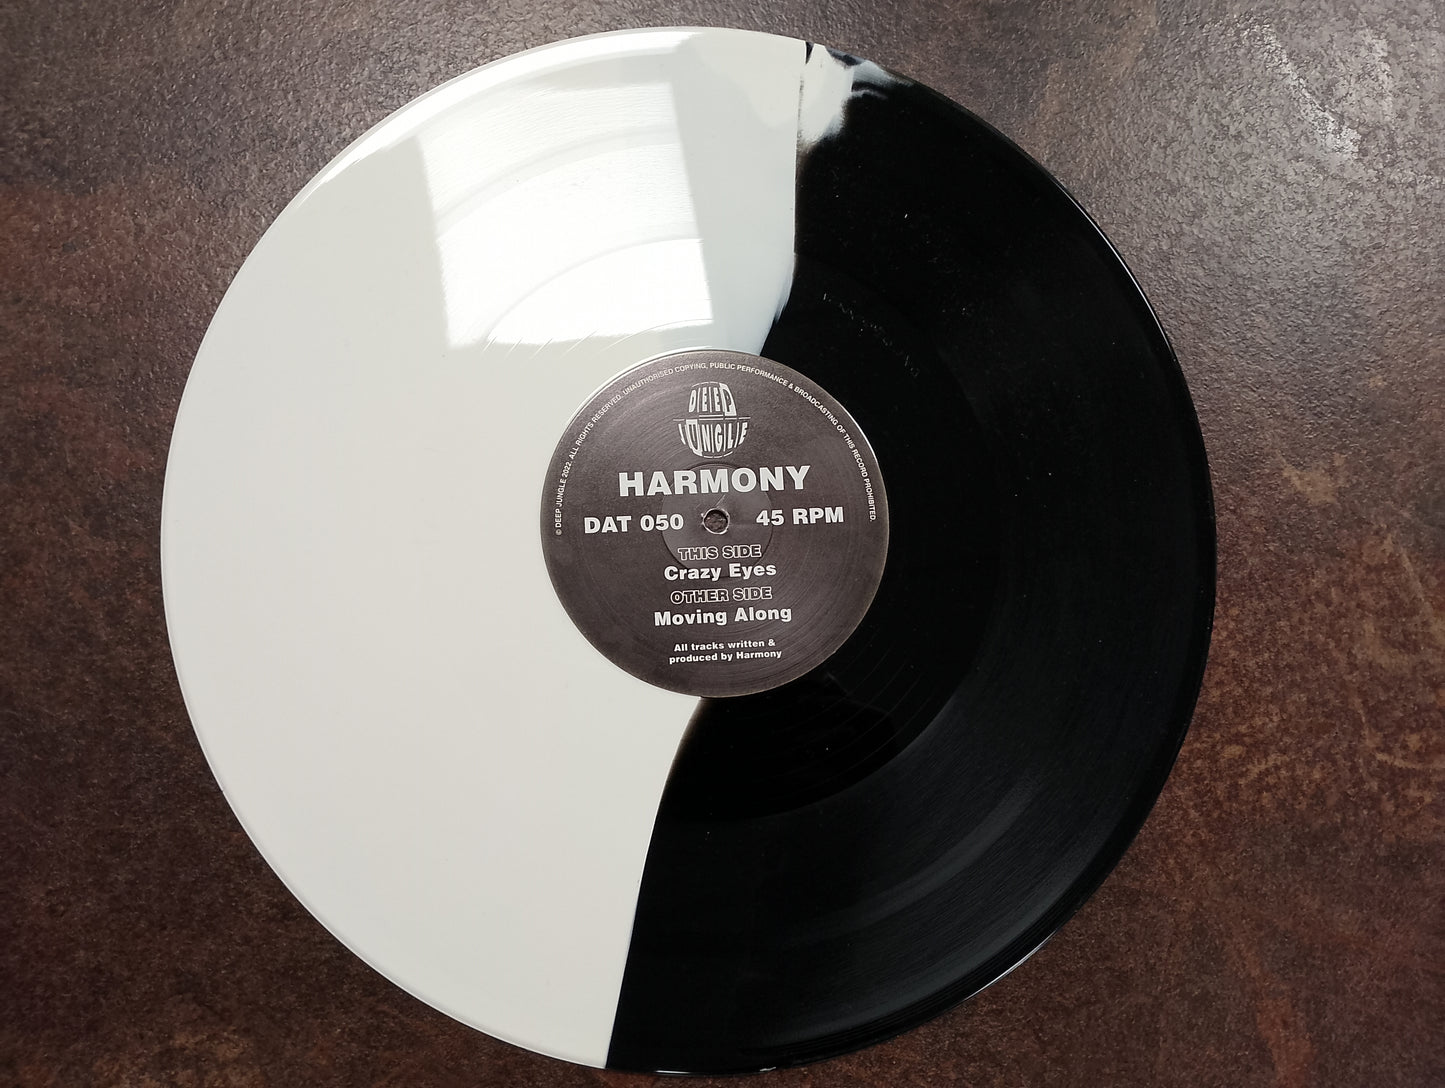 © DEEP JUNGLE 2022. ALL RIGHTS RESERVED. UNAUTHORISED COPYING, PUBLIC PERFORMANCE & BROADCASTING OF THIS RECORD PROHIBITED.
DEEP
JUNGLE
HARMONY
DAT 050 45 RPM
THIS SIDE
Crazy Eyes
OTHER SIDE
Moving Along
All tracks written &
produced by Harmony